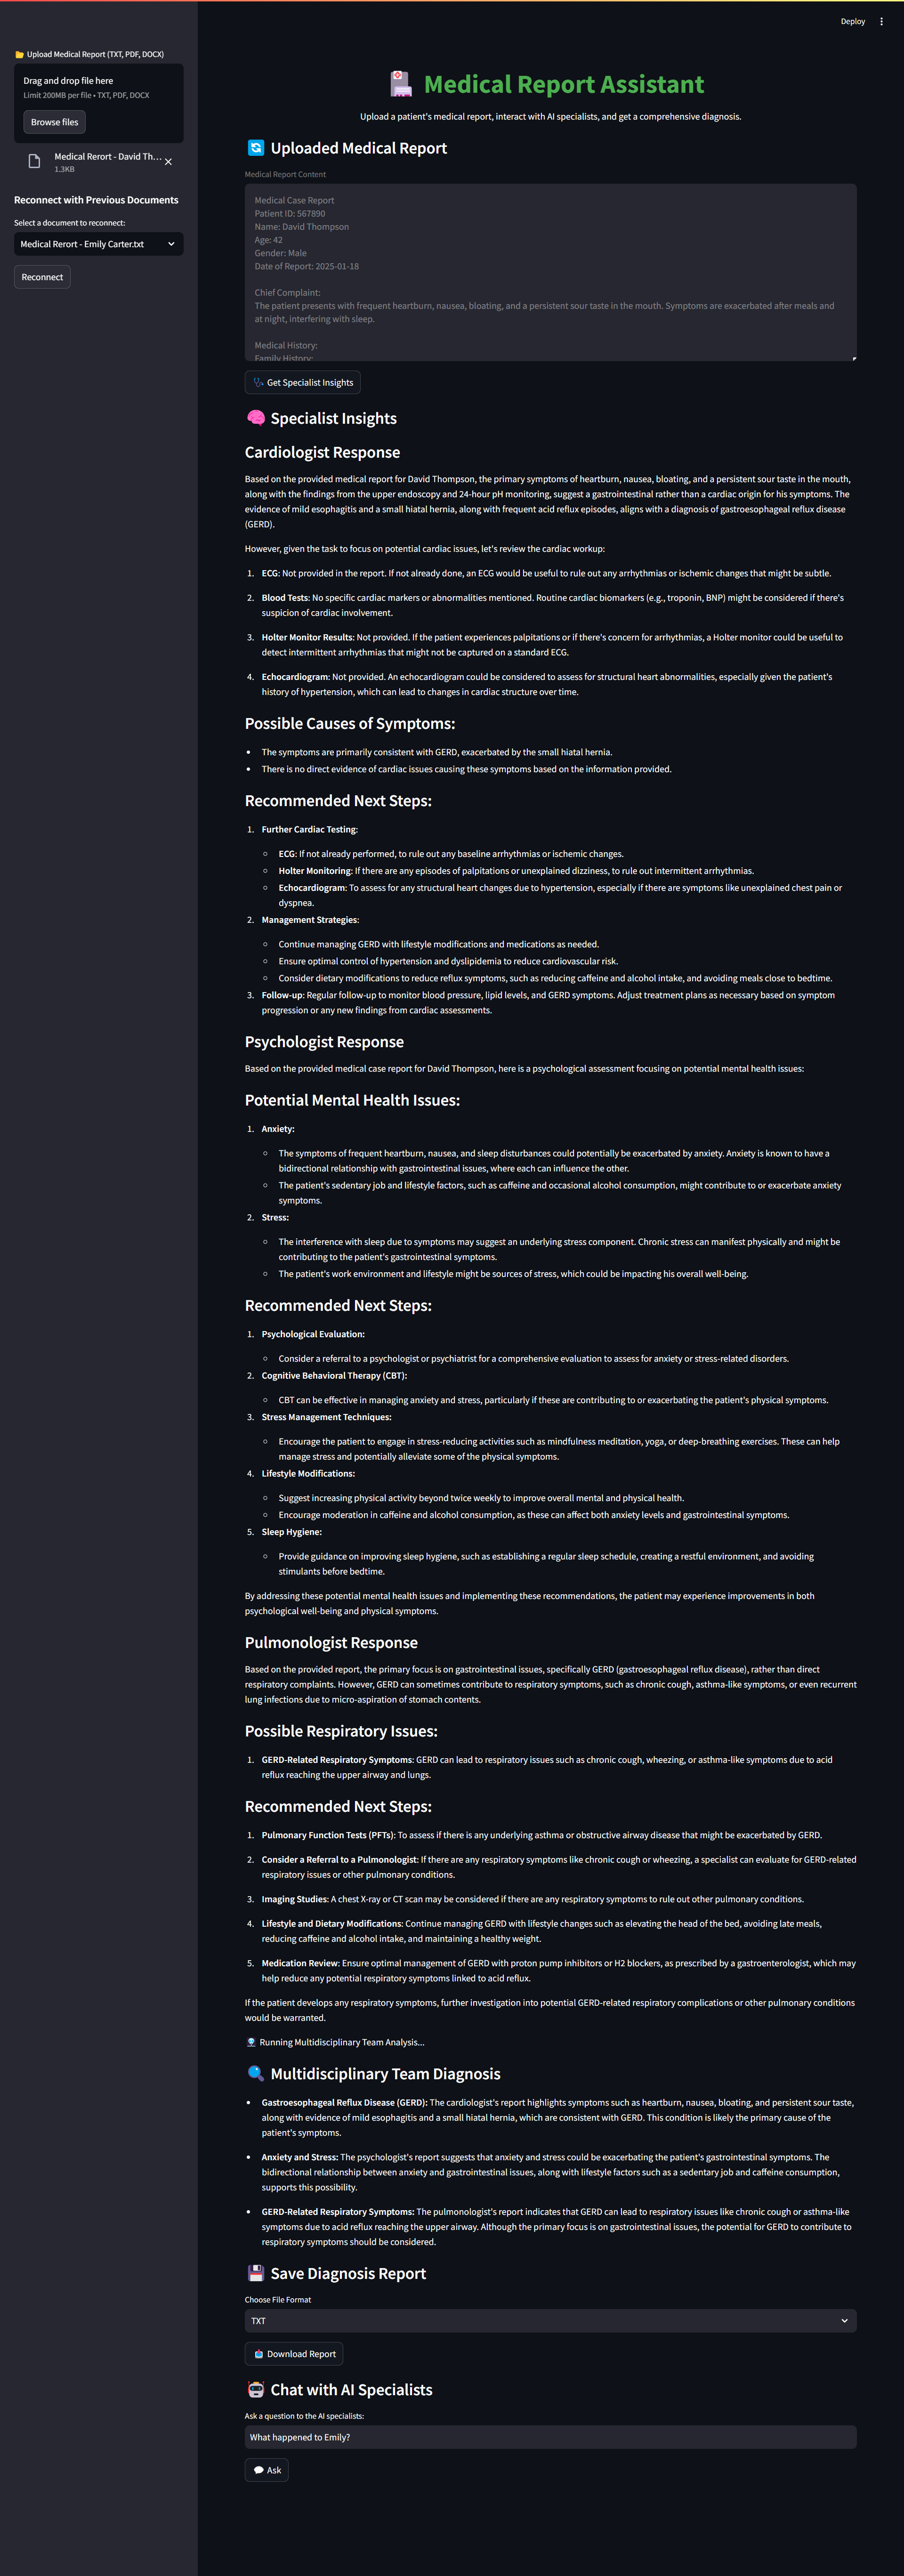 Deploy
Upload Medical Report (TXT, PDF, DOCX)
Drag and drop file here
Limit 200MB per file • TXT, PDF, DOCX
Browse files
Medical Rerort - David Th...
1.3KB
Reconnect with Previous Documents
Select a document to reconnect:
Medical Rerort - Emily Carter.txt
Reconnect
Medical Report Assistant
Upload a patient's medical report, interact with AI specialists, and get a comprehensive diagnosis.
Uploaded Medical Report
Medical Report Content
Medical Case Report
Patient ID: 567890
Name: David Thompson
Age: 42
Gender: Male
Date of Report: 2025-01-18
Chief Complaint:
The patient presents with frequent heartburn, nausea, bloating, and a persistent sour taste in the mouth. Symptoms are exacerbated after meals and
at night, interfering with sleep.
Medical History:
Family History:
Get Specialist Insights
Specialist Insights
Cardiologist Response
Based on the provided medical report for David Thompson, the primary symptoms of heartburn, nausea, bloating, and a persistent sour taste in the mouth,
along with the findings from the upper endoscopy and 24-hour pH monitoring, suggest a gastrointestinal rather than a cardiac origin for his symptoms. The
evidence of mild esophagitis and a small hiatal hernia, along with frequent acid reflux episodes, aligns with a diagnosis of gastroesophageal reflux disease
(GERD).
However, given the task to focus on potential cardiac issues, let's review the cardiac workup:
1. ECG: Not provided in the report. If not already done, an ECG would be useful to rule out any arrhythmias or ischemic changes that might be subtle.
2. Blood Tests: No specific cardiac markers or abnormalities mentioned. Routine cardiac biomarkers (e.g., troponin, BNP) might be considered if there's
suspicion of cardiac involvement.
3. Holter Monitor Results: Not provided. If the patient experiences palpitations or if there's concern for arrhythmias, a Holter monitor could be useful to
detect intermittent arrhythmias that might not be captured on a standard ECG.
4. Echocardiogram: Not provided. An echocardiogram could be considered to assess for structural heart abnormalities, especially given the patient's
history of hypertension, which can lead to changes in cardiac structure over time.
Possible Causes of Symptoms:
• The symptoms are primarily consistent with GERD, exacerbated by the small hiatal hernia.
• There is no direct evidence of cardiac issues causing these symptoms based on the information provided.
Recommended Next Steps:
1. Further Cardiac Testing:
○ ECG: If not already performed, to rule out any baseline arrhythmias or ischemic changes.
○ Holter Monitoring: If there are any episodes of palpitations or unexplained dizziness, to rule out intermittent arrhythmias.
○ Echocardiogram: To assess for any structural heart changes due to hypertension, especially if there are symptoms like unexplained chest pain or
dyspnea.
2. Management Strategies:
○ Continue managing GERD with lifestyle modifications and medications as needed.
○ Ensure optimal control of hypertension and dyslipidemia to reduce cardiovascular risk.
○ Consider dietary modifications to reduce reflux symptoms, such as reducing caffeine and alcohol intake, and avoiding meals close to bedtime.
3. Follow-up: Regular follow-up to monitor blood pressure, lipid levels, and GERD symptoms. Adjust treatment plans as necessary based on symptom
progression or any new findings from cardiac assessments.
Psychologist Response
Based on the provided medical case report for David Thompson, here is a psychological assessment focusing on potential mental health issues:
Potential Mental Health Issues:
1. Anxiety:
○ The symptoms of frequent heartburn, nausea, and sleep disturbances could potentially be exacerbated by anxiety. Anxiety is known to have a
bidirectional relationship with gastrointestinal issues, where each can influence the other.
○ The patient's sedentary job and lifestyle factors, such as caffeine and occasional alcohol consumption, might contribute to or exacerbate anxiety
symptoms.
2. Stress:
○ The interference with sleep due to symptoms may suggest an underlying stress component. Chronic stress can manifest physically and might be
contributing to the patient's gastrointestinal symptoms.
○ The patient's work environment and lifestyle might be sources of stress, which could be impacting his overall well-being.
Recommended Next Steps:
1. Psychological Evaluation:
○ Consider a referral to a psychologist or psychiatrist for a comprehensive evaluation to assess for anxiety or stress-related disorders.
2. Cognitive Behavioral Therapy (CBT):
○ CBT can be effective in managing anxiety and stress, particularly if these are contributing to or exacerbating the patient's physical symptoms.
3. Stress Management Techniques:
○ Encourage the patient to engage in stress-reducing activities such as mindfulness meditation, yoga, or deep-breathing exercises. These can help
manage stress and potentially alleviate some of the physical symptoms.
4. Lifestyle Modifications:
○ Suggest increasing physical activity beyond twice weekly to improve overall mental and physical health.
○ Encourage moderation in caffeine and alcohol consumption, as these can affect both anxiety levels and gastrointestinal symptoms.
5. Sleep Hygiene:
○ Provide guidance on improving sleep hygiene, such as establishing a regular sleep schedule, creating a restful environment, and avoiding
stimulants before bedtime.
By addressing these potential mental health issues and implementing these recommendations, the patient may experience improvements in both
psychological well-being and physical symptoms.
Pulmonologist Response
Based on the provided report, the primary focus is on gastrointestinal issues, specifically GERD (gastroesophageal reflux disease), rather than direct
respiratory complaints. However, GERD can sometimes contribute to respiratory symptoms, such as chronic cough, asthma-like symptoms, or even recurrent
lung infections due to micro-aspiration of stomach contents.
Possible Respiratory Issues:
1. GERD-Related Respiratory Symptoms: GERD can lead to respiratory issues such as chronic cough, wheezing, or asthma-like symptoms due to acid
reflux reaching the upper airway and lungs.
Recommended Next Steps:
1. Pulmonary Function Tests (PFTs): To assess if there is any underlying asthma or obstructive airway disease that might be exacerbated by GERD.
2. Consider a Referral to a Pulmonologist: If there are any respiratory symptoms like chronic cough or wheezing, a specialist can evaluate for GERD-related
respiratory issues or other pulmonary conditions.
3. Imaging Studies: A chest X-ray or CT scan may be considered if there are any respiratory symptoms to rule out other pulmonary conditions.
4. Lifestyle and Dietary Modifications: Continue managing GERD with lifestyle changes such as elevating the head of the bed, avoiding late meals,
reducing caffeine and alcohol intake, and maintaining a healthy weight.
5. Medication Review: Ensure optimal management of GERD with proton pump inhibitors or H2 blockers, as prescribed by a gastroenterologist, which may
help reduce any potential respiratory symptoms linked to acid reflux.
If the patient develops any respiratory symptoms, further investigation into potential GERD-related respiratory complications or other pulmonary conditions
would be warranted.
Running Multidisciplinary Team Analysis...
Multidisciplinary Team Diagnosis
• Gastroesophageal Reflux Disease (GERD): The cardiologist's report highlights symptoms such as heartburn, nausea, bloating, and persistent sour taste,
along with evidence of mild esophagitis and a small hiatal hernia, which are consistent with GERD. This condition is likely the primary cause of the
patient's symptoms.
• Anxiety and Stress: The psychologist's report suggests that anxiety and stress could be exacerbating the patient's gastrointestinal symptoms. The
bidirectional relationship between anxiety and gastrointestinal issues, along with lifestyle factors such as a sedentary job and caffeine consumption,
supports this possibility.
• GERD-Related Respiratory Symptoms: The pulmonologist's report indicates that GERD can lead to respiratory issues like chronic cough or asthma-like
symptoms due to acid reflux reaching the upper airway. Although the primary focus is on gastrointestinal issues, the potential for GERD to contribute to
respiratory symptoms should be considered.
Save Diagnosis Report
Choose File Format
TXT
Download Report
Chat with AI Specialists
Ask a question to the AI specialists:
What happened to Emily?
Ask